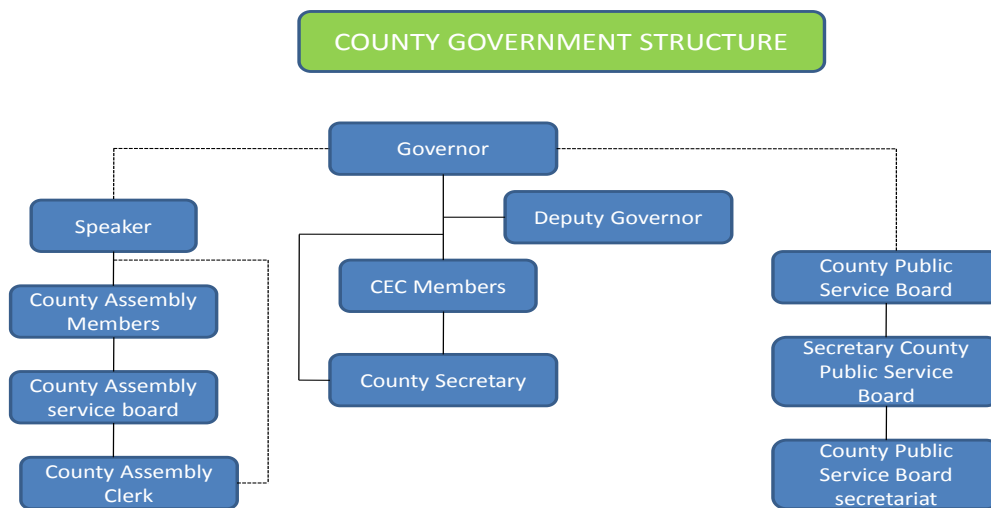 COUNTY GOVERNMENT STRUCTURE
Governor
Speaker
Deputy Governor
County Assembly
Members
CEC Members
County Public
Service Board
County Assembly
service board
County Secretary
Secretary County
Public Service
Board
County Assembly
Clerk
County Public
Service Board
secretariat